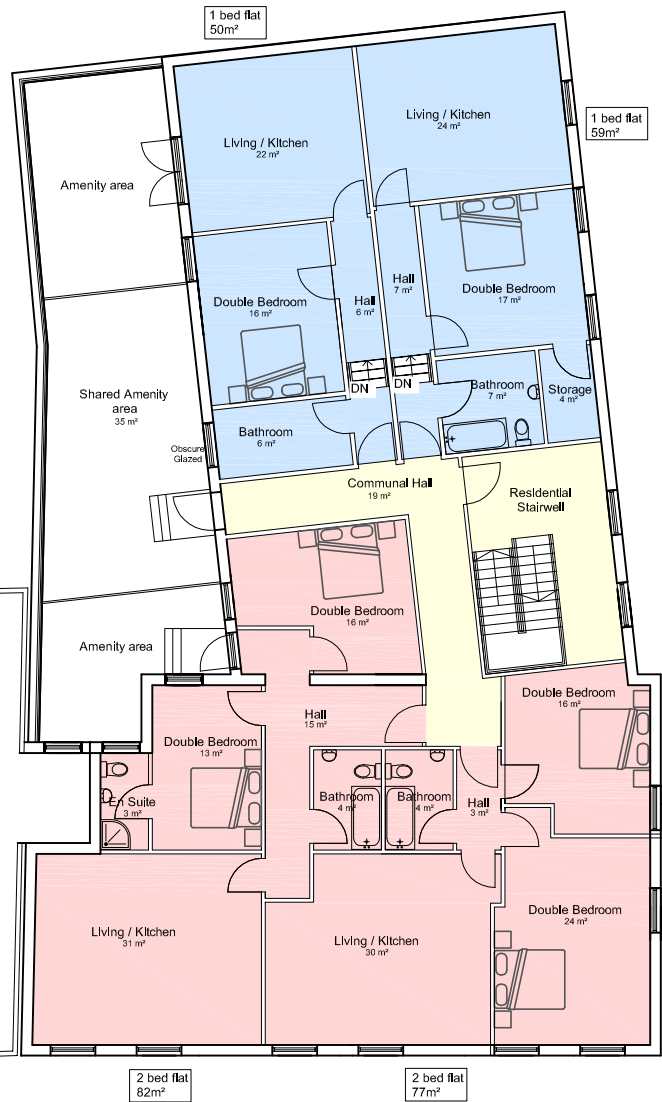 1 bed flat
50m²
1 bed flat
59m²
Living / Kitchen
22 m²
Living / Kitchen
24 m²
Amenity area
Double Bedroom
16 m²
Hall
6 m²
Hall
7 m²
Double Bedroom
17 m²
DN
DN
Bathroom
7 m²
Storage
4 m²
Shared Amenity
area
35 m²
Bathroom
6 m²
Obscure
Glazed
Communal Hall
19 m²
Residential
Stairwell
Double Bedroom
16 m²
Amenity area
Double Bedroom
16 m²
Hall
15 m²
Double Bedroom
13 m²
En Suite
3 m²
Bathroom
4 m²
Bathroom
4 m²
Hall
3 m²
Double Bedroom
24 m²
Living / Kitchen
31 m²
Living / Kitchen
30 m²
2 bed flat
82m²
2 bed flat
77m²